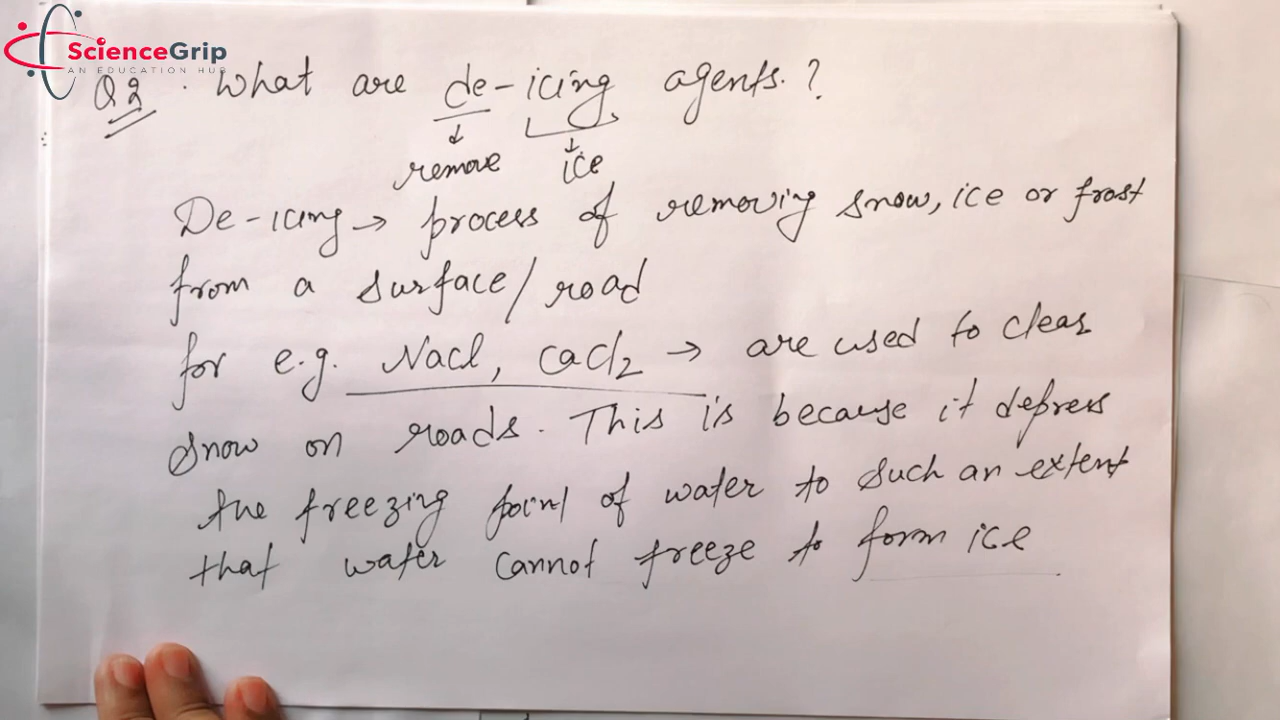 ScienceGrip
AN EDUCATION HUB
Q2. What are de-icing agents.?
↓ ↓
remove ice
De-icing → process of removing snow, ice or frost
from a surface/road
for e.g. NaCl, CaCl2 → are used to clear
snow on roads. This is because it depress
the freezing point of water to such an extent
that water cannot freeze to form ice